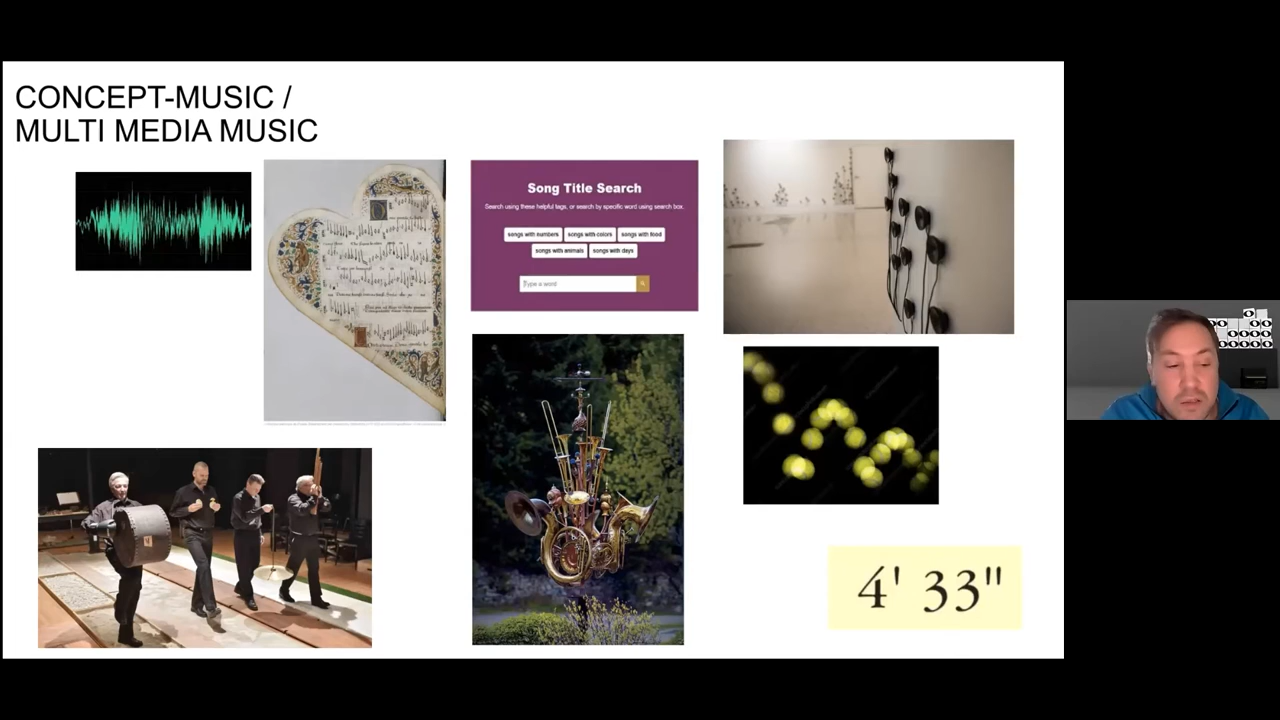 CONCEPT-MUSIC /
MULTI MEDIA MUSIC
Song Title Search
Search using these helpful tags, or search by specific word using search box.
songs with numbers
songs with colors
songs with food
songs with animals
songs with days
Type a word
4' 33"